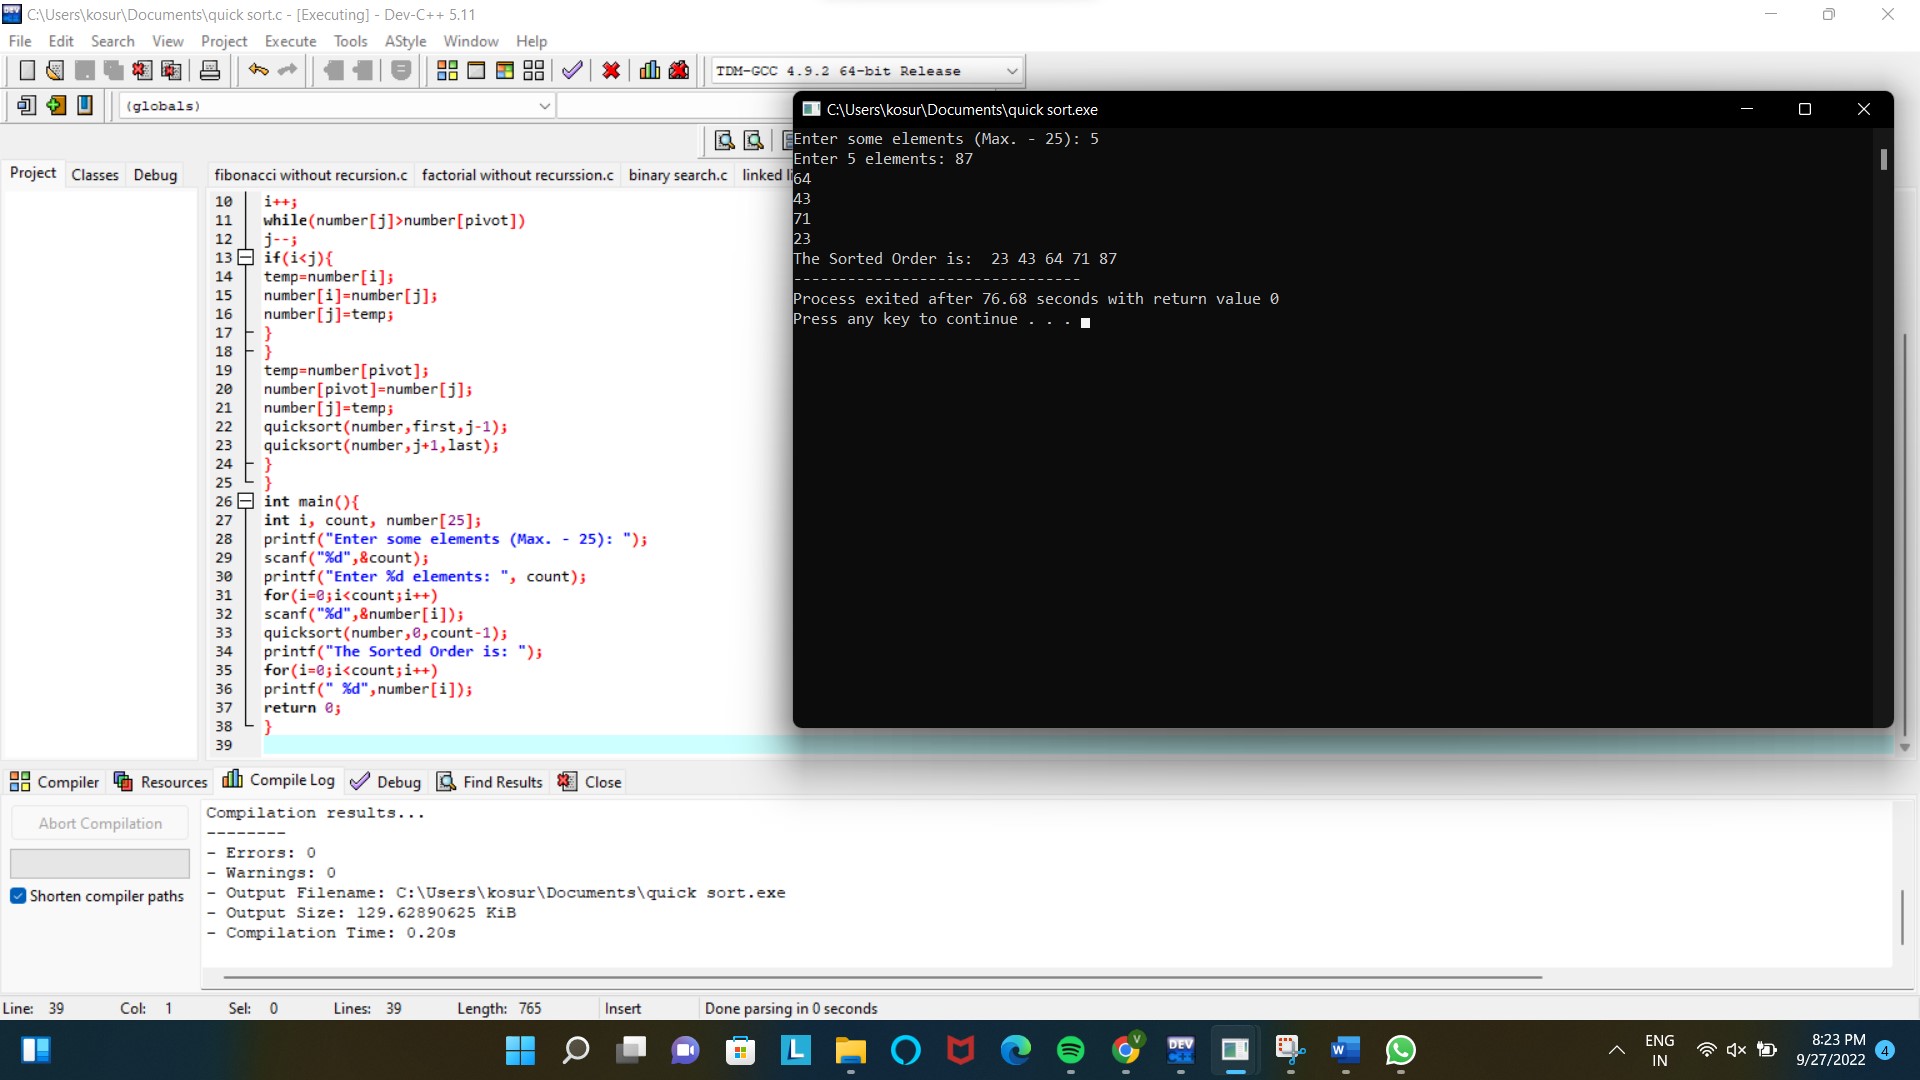 C:\Users\kosur\Documents\quick sort.c - [Executing] - Dev-C++ 5.11
File Edit Search View Project Execute Tools AStyle Window Help
TDM-GCC 4.9.2 64-bit Release
(globals)
Project Classes Debug
fibonacci without recursion.c factorial without recurssion.c binary search.c linked
10 i++;
11 while(number[j]>number[pivot])
12 j--;
13 if(i<j){
14 temp=number[i];
15 number[i]=number[j];
16 number[j]=temp;
17 }
18 }
19 temp=number[pivot];
20 number[pivot]=number[j];
21 number[j]=temp;
22 quicksort(number,first,j-1);
23 quicksort(number,j+1,last);
24 }
25 }
26 int main(){
27 int i, count, number[25];
28 printf("Enter some elements (Max. - 25): ");
29 scanf("%d",&count);
30 printf("Enter %d elements: ", count);
31 for(i=0;i<count;i++)
32 scanf("%d",&number[i]);
33 quicksort(number,0,count-1);
34 printf("The Sorted Order is: ");
35 for(i=0;i<count;i++)
36 printf(" %d",number[i]);
37 return 0;
38 }
39
C:\Users\kosur\Documents\quick sort.exe
Enter some elements (Max. - 25): 5
Enter 5 elements: 87
64
43
71
23
The Sorted Order is:  23 43 64 71 87
--------------------------------
Process exited after 76.68 seconds with return value 0
Press any key to continue . . .
Compiler Resources Compile Log Debug Find Results Close
Abort Compilation
Shorten compiler paths
Compilation results...
--------
- Errors: 0
- Warnings: 0
- Output Filename: C:\Users\kosur\Documents\quick sort.exe
- Output Size: 129.62890625 KiB
- Compilation Time: 0.20s
Line: 39 Col: 1 Sel: 0 Lines: 39 Length: 765 Insert Done parsing in 0 seconds
L DEV C++ V W
ENG
IN
8:23 PM
9/27/2022
4